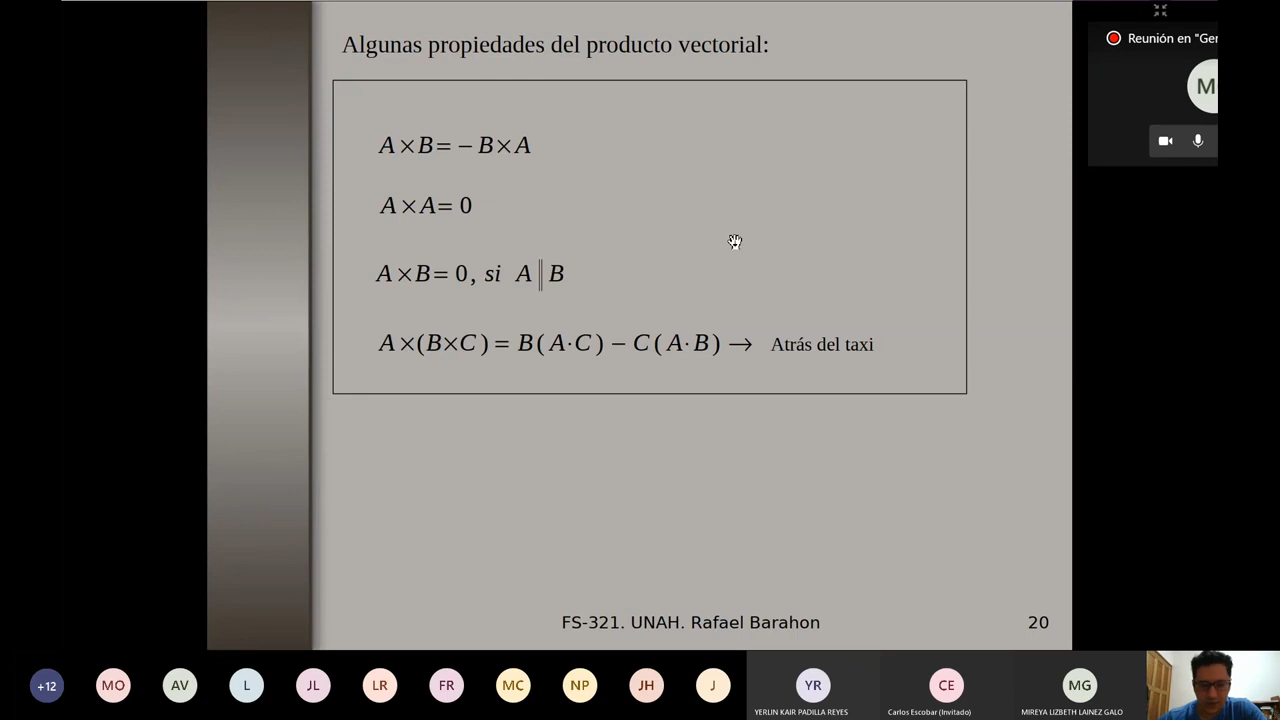 Algunas propiedades del producto vectorial:
A×B=−B×A
A×A=0
A×B=0, si A∥B
A×(B×C)=B(A·C)−C(A·B)→ Atrás del taxi
FS-321. UNAH. Rafael Barahon
20
Reunión en "Ger
M
+12
MO
AV
L
JL
LR
FR
MC
NP
JH
J
YR
CE
MG
YERLIN KAIR PADILLA REYES
Carlos Escobar (Invitado)
MIREYA LIZBETH LAINEZ GALO